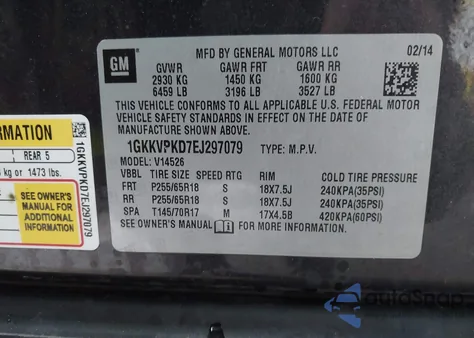 GM
MFD BY GENERAL MOTORS LLC
02/14
GVWR GAWR FRT GAWR RR
2930 KG 1450 KG 1600 KG
6459 LB 3196 LB 3527 LB
THIS VEHICLE CONFORMS TO ALL APPLICABLE U.S. FEDERAL MOTOR
VEHICLE SAFETY STANDARDS IN EFFECT ON THE DATE OF
MANUFACTURE SHOWN ABOVE.
1GKKVPKD7EJ297079 TYPE: M.P.V.
MODEL: V14526
TIRE SIZE SPEED RTG RIM COLD TIRE PRESSURE
FRT P255/65R18 S 18X7.5J 240KPA(35PSI)
RR P255/65R18 S 18X7.5J 240KPA(35PSI)
SPA T145/70R17 M 17X4.5B 420KPA(60PSI)
SEE OWNER'S MANUAL FOR MORE INFORMATION.
ORMATION
REAR 5
kg or 1473 lbs.
SEE OWNER'S
MANUAL FOR
ADDITIONAL
INFORMATION
1GKKVPKD7EJ297079
AutoSnap